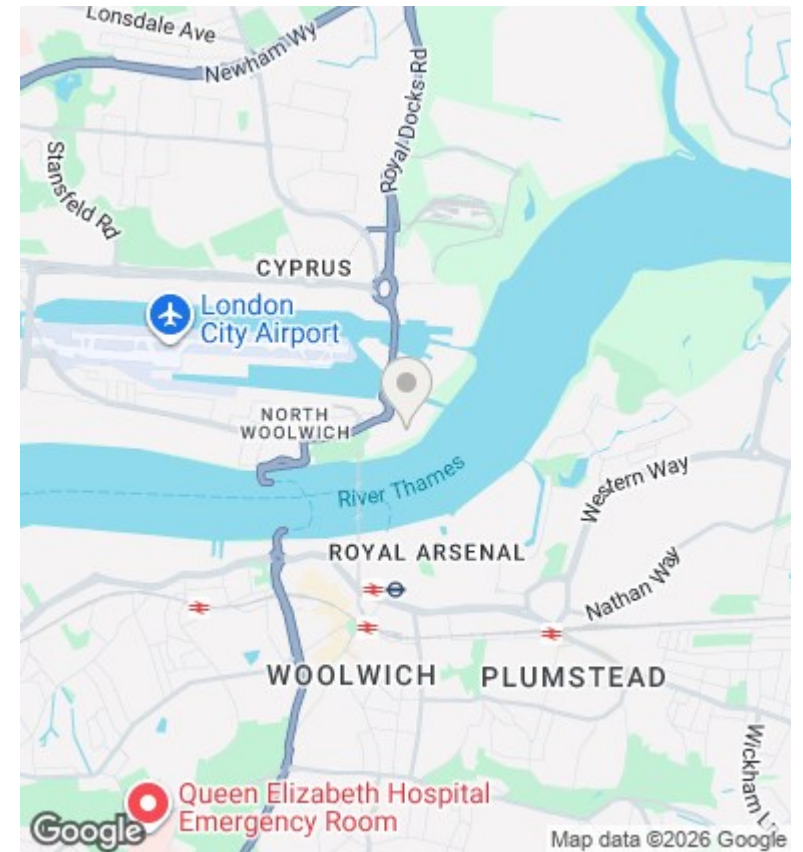 Lonsdale Ave
Newham Wy
Royal Docks Rd
Stansfeld Rd
CYPRUS
London
City Airport
NORTH
WOOLWICH
River Thames
Western Way
ROYAL ARSENAL
Nathan Way
WOOLWICH
PLUMSTEAD
Wickham L
Queen Elizabeth Hospital
Emergency Room
Google
Map data ©2026 Google